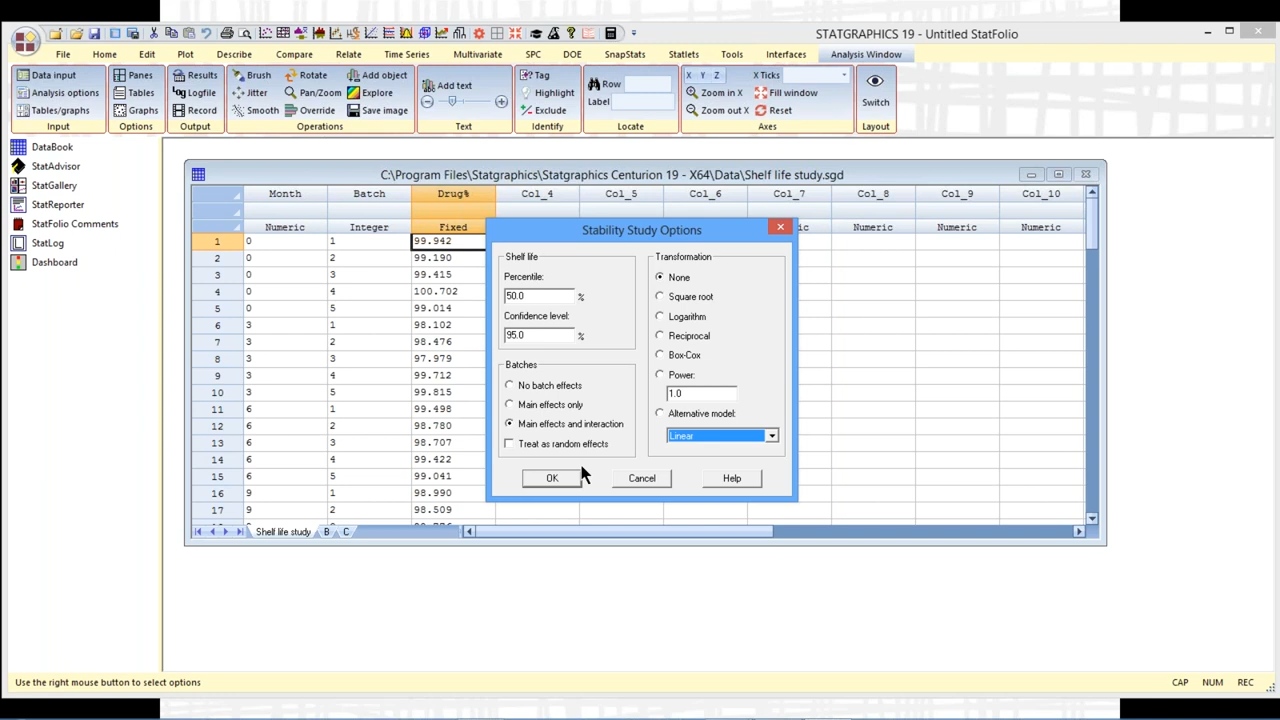 STATGRAPHICS 19 - Untitled StatFolio
File Home Edit Plot Describe Compare Relate Time Series Multivariate SPC DOE SnapStats Statlets Tools Interfaces Analysis Window
Data input Panes Results Brush Rotate Add object Add text Tag Row X Y Z X Ticks
Analysis options Tables Logfile Jitter Pan/Zoom Explore Highlight Label Zoom in X Fill window Switch
Tables/graphs Graphs Record Smooth Override Save image Exclude Zoom out X Reset
Input Options Output Operations Text Identify Locate Axes Layout
DataBook
StatAdvisor
StatGallery
StatReporter
StatFolio Comments
StatLog
Dashboard
C:\Program Files\Statgraphics\Statgraphics Centurion 19 - X64\Data\Shelf life study.sgd
Month Batch Drug% Col_4 Col_5 Col_6 Col_7 Col_8 Col_9 Col_10
Numeric Integer Fixed ic Numeric Numeric Numeric
1 0 1 99.942
2 0 2 99.190
3 0 3 99.415
4 0 4 100.702
5 0 5 99.014
6 3 1 98.102
7 3 2 98.476
8 3 3 97.979
9 3 4 99.712
10 3 5 99.815
11 6 1 99.498
12 6 2 98.780
13 6 3 98.707
14 6 4 99.422
15 6 5 99.041
16 9 1 98.990
17 9 2 98.509
Shelf life study B C
Stability Study Options
Shelf life
Percentile:
50.0 %
Confidence level:
95.0 %
Batches
No batch effects
Main effects only
Main effects and interaction
Treat as random effects
Transformation
None
Square root
Logarithm
Reciprocal
Box-Cox
Power:
1.0
Alternative model:
Linear
OK Cancel Help
Use the right mouse button to select options CAP NUM REC